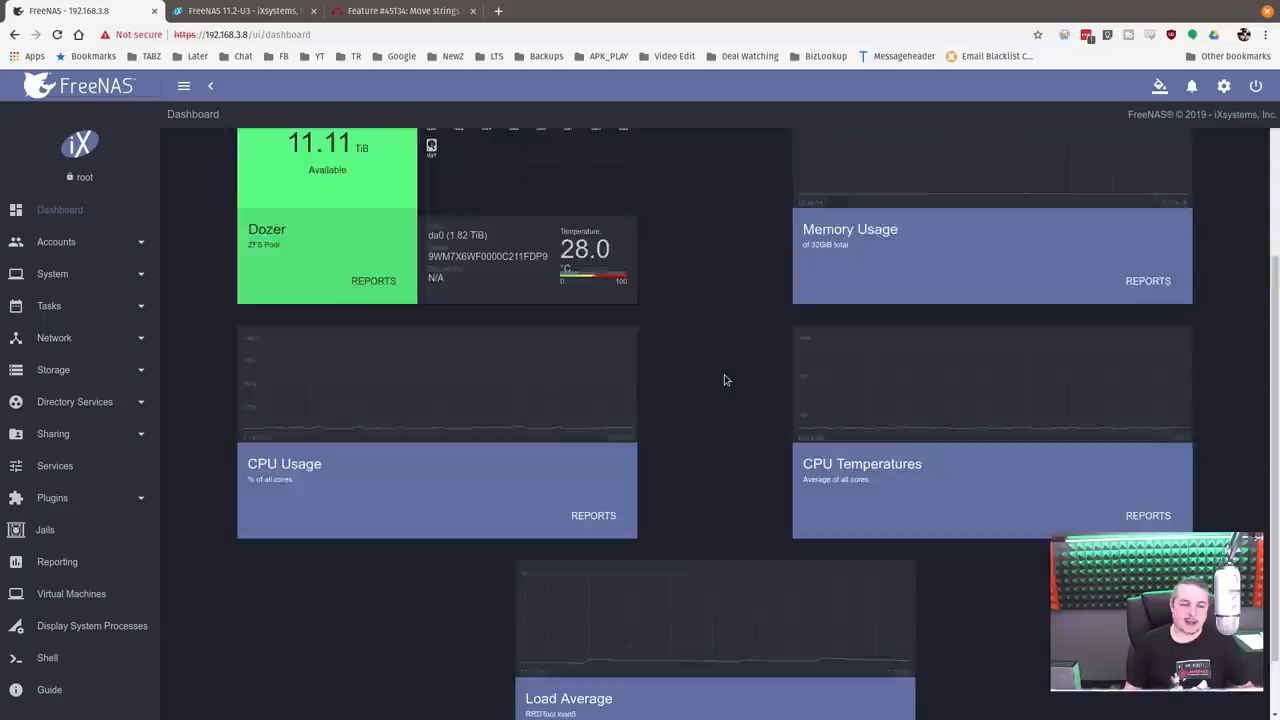 FreeNAS - 192.168.3.8
FreeNAS 11.2-U3 - iXsystems, I
Feature #45134: Move strings
Not secure
https://192.168.3.8/ui/dashboard
Apps
Bookmarks
TABZ
Later
Chat
FB
YT
TR
Google
NewZ
LTS
Backups
APK_PLAY
Video Edit
Deal Watching
BizLookup
Messageheader
Email Blacklist C...
Other bookmarks
FreeNAS
Dashboard
FreeNAS® © 2019 - iXsystems, Inc.
iX
root
Dashboard
Accounts
System
Tasks
Network
Storage
Directory Services
Sharing
Services
Plugins
Jails
Reporting
Virtual Machines
Display System Processes
Shell
Guide
11.11 TiB
Available
Dozer
ZFS Pool
REPORTS
da1
da0 (1.82 TiB)
9WM7X6WF0000C211FDP9
N/A
Temperature
28.0
°C
0 100
Memory Usage
of 32GiB total
REPORTS
CPU Usage
% of all cores
REPORTS
CPU Temperatures
Average of all cores
REPORTS
Load Average